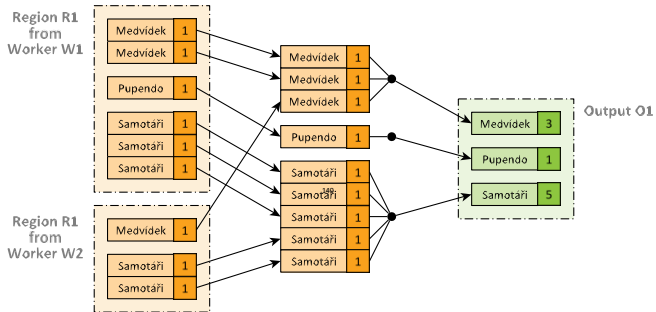 Region R1
from
Worker W1
Medvídek 1
Medvídek 1
Pupendo 1
Samotáři 1
Samotáři 1
Samotáři 1
Region R1
from
Worker W2
Medvídek 1
Samotáři 1
Samotáři 1
Medvídek 1
Medvídek 1
Medvídek 1
Pupendo 1
Samotáři 1
Samotáři 1
140
Samotáři 1
Samotáři 1
Samotáři 1
Output O1
Medvídek 3
Pupendo 1
Samotáři 5